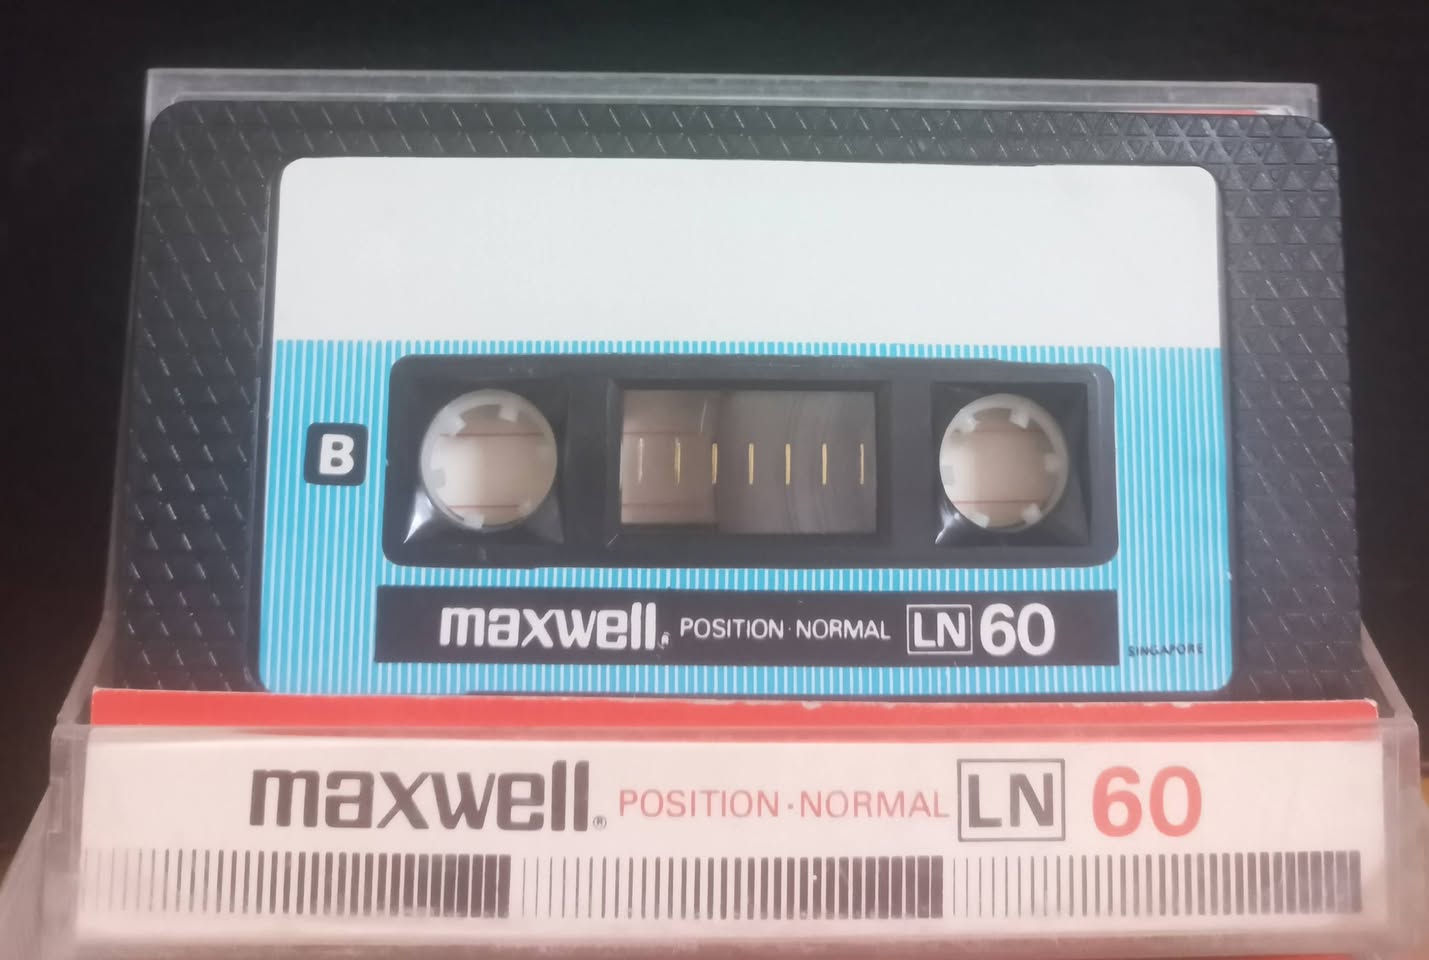 B
maxwell® POSITION·NORMAL LN 60
SINGAPORE
maxwell® POSITION·NORMAL LN 60